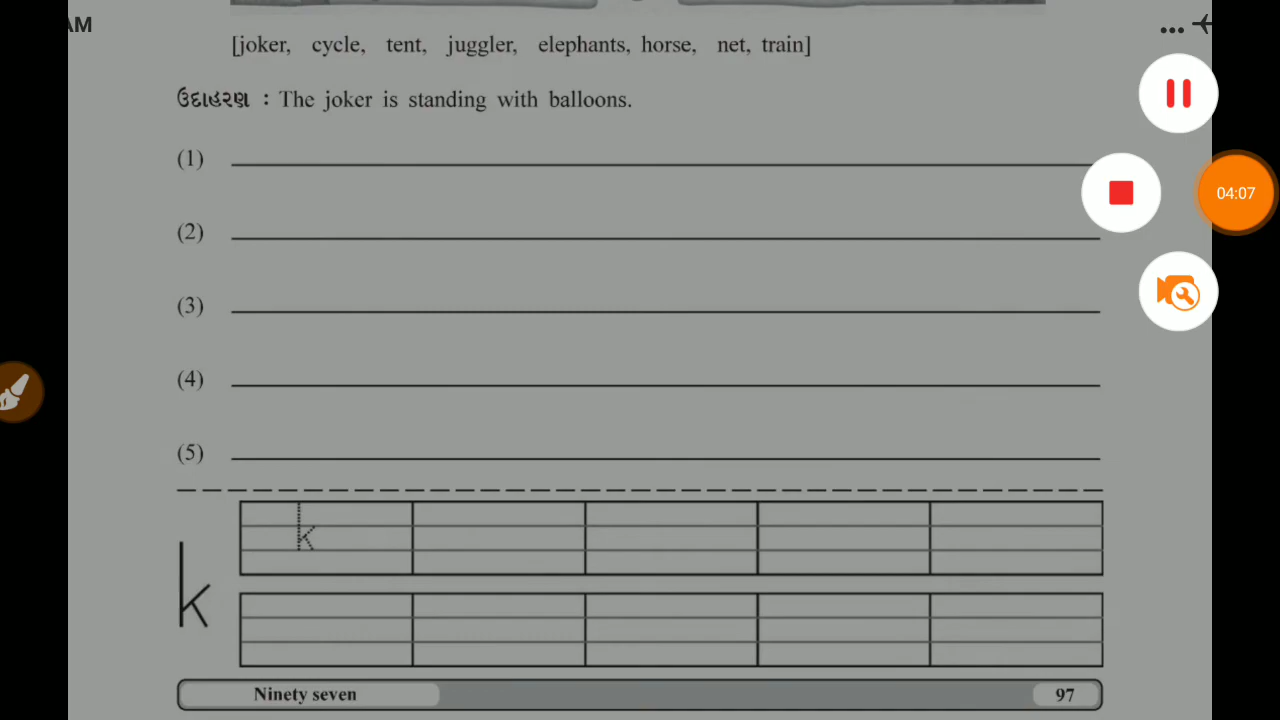 AM
[joker, cycle, tent, juggler, elephants, horse, net, train]
ઉદાહરણ : The joker is standing with balloons.
(1)
(2)
(3)
(4)
(5)
04:07
k
k
Ninety seven 97